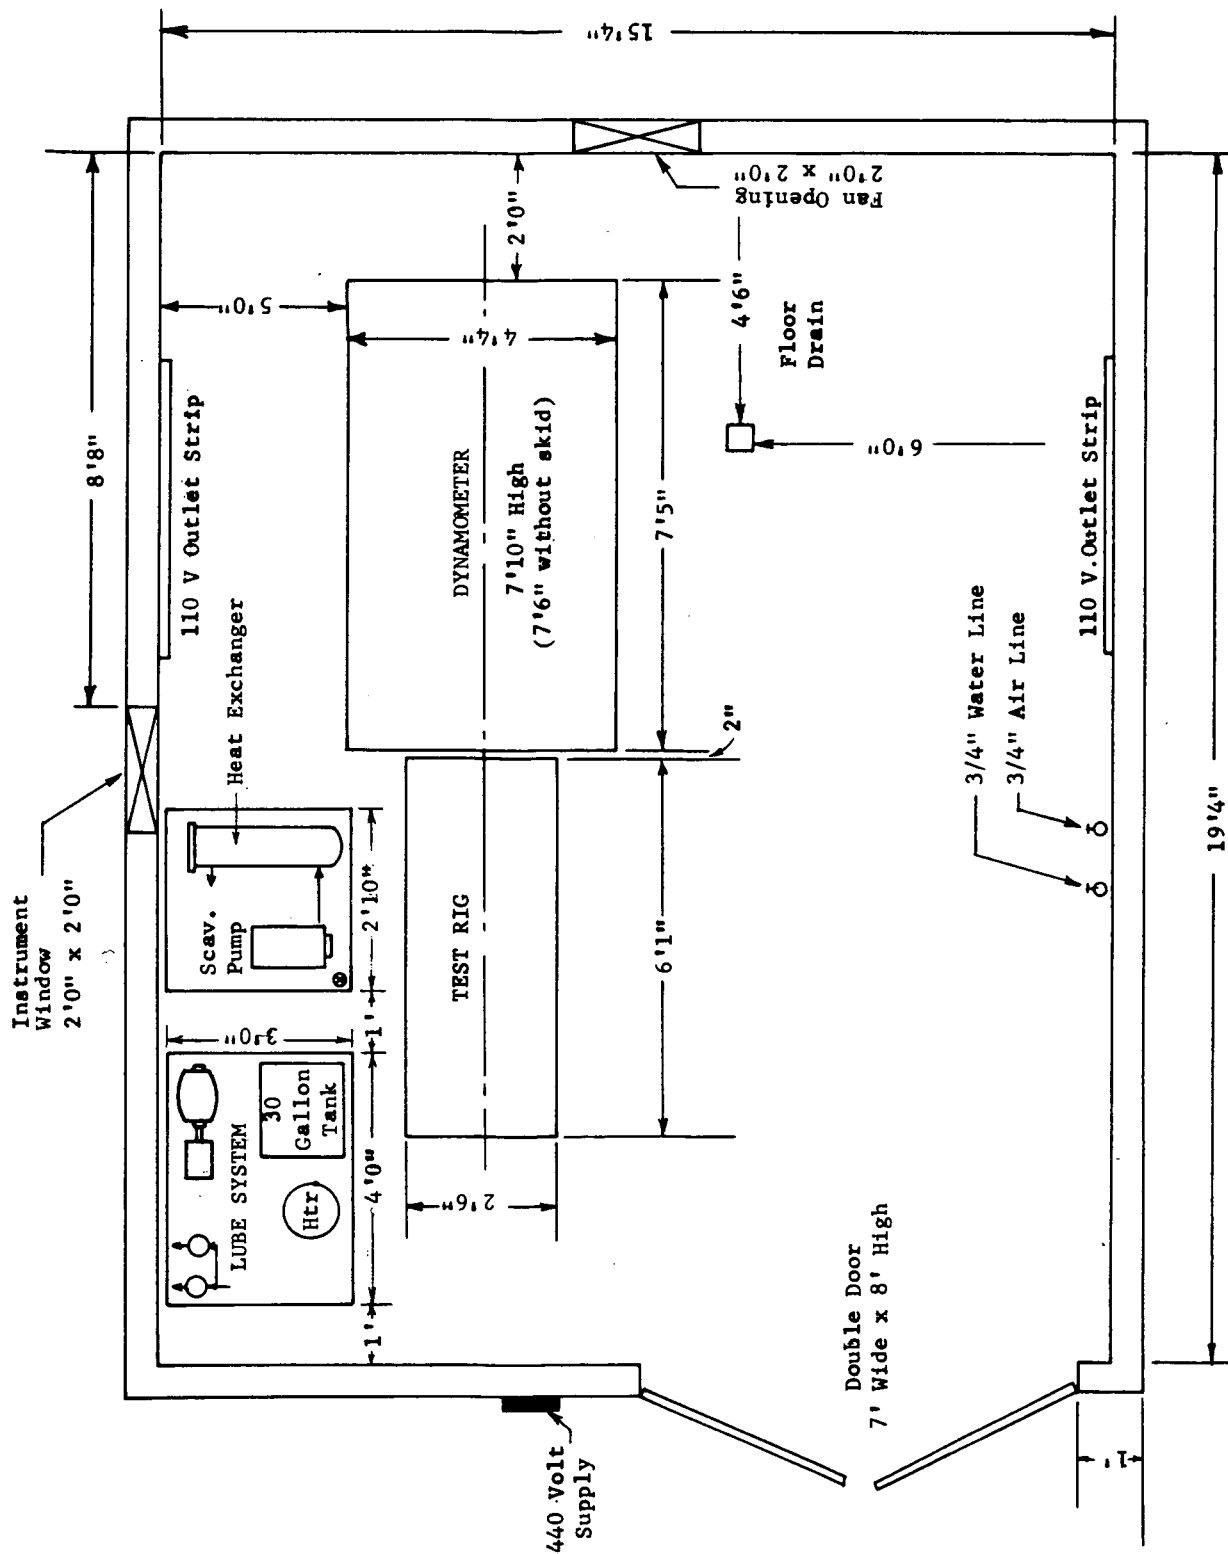 Instrument
Window
2'0" x 2'0"
8'8"
15'4"
110 V Outlet Strip
5'0"
2'0"
Fan Opening
2'0" x 2'0"
Heat Exchanger
Scav.
Pump
2'10"
1'
3'0"
LUBE SYSTEM
30
Gallon
Tank
Htr
4'0"
1'
DYNAMOMETER
7'10" High
(7'6" without skid)
4'4"
TEST RIG
2'6"
7'5"
2"
6'1"
4'6"
Floor
Drain
6'0"
440 Volt
Supply
Double Door
7' Wide x 8' High
3/4" Water Line
3/4" Air Line
110 V.Outlet Strip
1'
19'4"